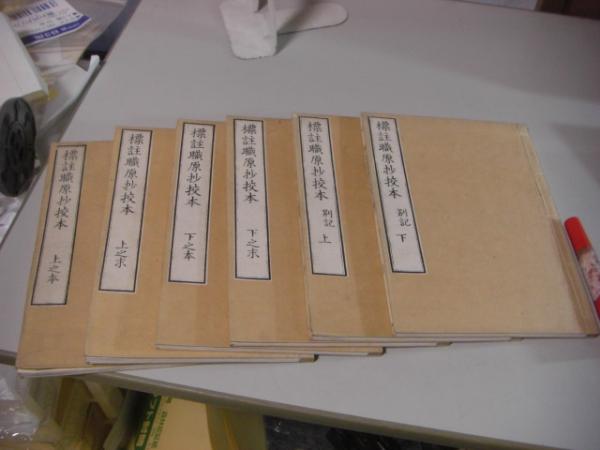 標註職原抄校本 上之本
標註職原抄校本 上之末
標註職原抄校本 下之本
標註職原抄校本 下之末
標註職原抄校本 別記 上
標註職原抄校本 別記 下